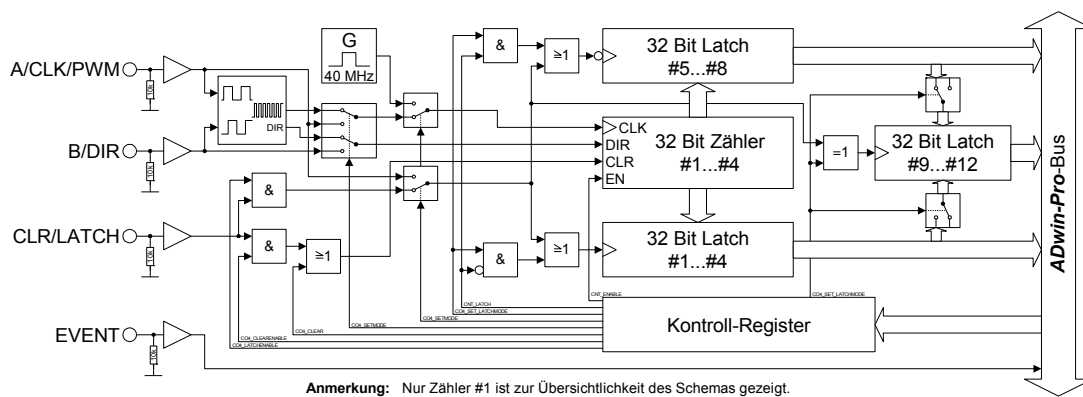 A/CLK/PWM
10k
B/DIR
10k
CLR/LATCH
10k
EVENT
10k
DIR
G
40 MHz
&
&
≥1
&
≥1
&
≥1
32 Bit Latch
#5...#8
CLK
DIR
CLR
EN
32 Bit Zähler
#1...#4
32 Bit Latch
#1...#4
=1
32 Bit Latch
#9...#12
ADwin-Pro-Bus
CNT_ENABLE
CO4_SET_LATCHMODE
CNT_LATCH
CO4_SET_LATCHMODE
CO4_SETMODE
CO4_SETMODE
CO4_CLEAR
CO4_CLEARENABLE
CO4_LATCHENABLE
Kontroll-Register
Anmerkung: Nur Zähler #1 ist zur Übersichtlichkeit des Schemas gezeigt.